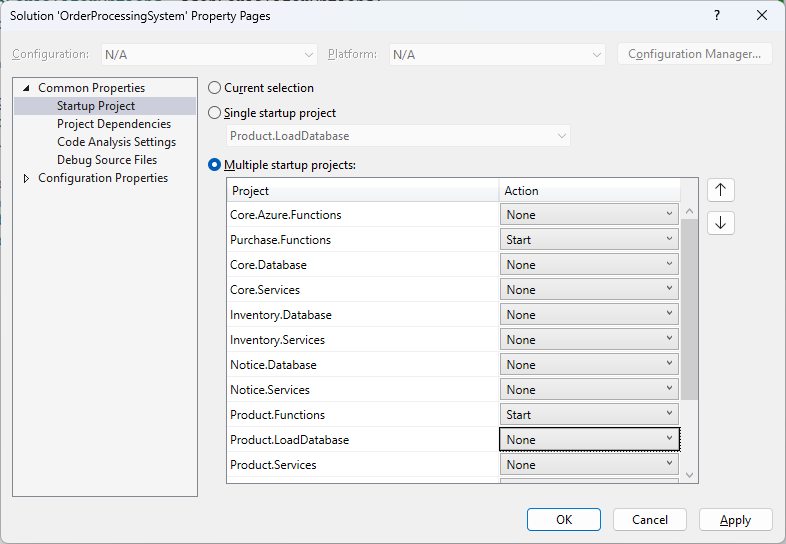 Solution 'OrderProcessingSystem' Property Pages
Configuration: N/A Platform: N/A Configuration Manager...
Common Properties
Startup Project
Project Dependencies
Code Analysis Settings
Debug Source Files
Configuration Properties
Current selection
Single startup project
Product.LoadDatabase
Multiple startup projects:
Project Action
Core.Azure.Functions None
Purchase.Functions Start
Core.Database None
Core.Services None
Inventory.Database None
Inventory.Services None
Notice.Database None
Notice.Services None
Product.Functions Start
Product.LoadDatabase None
Product.Services None
OK Cancel Apply